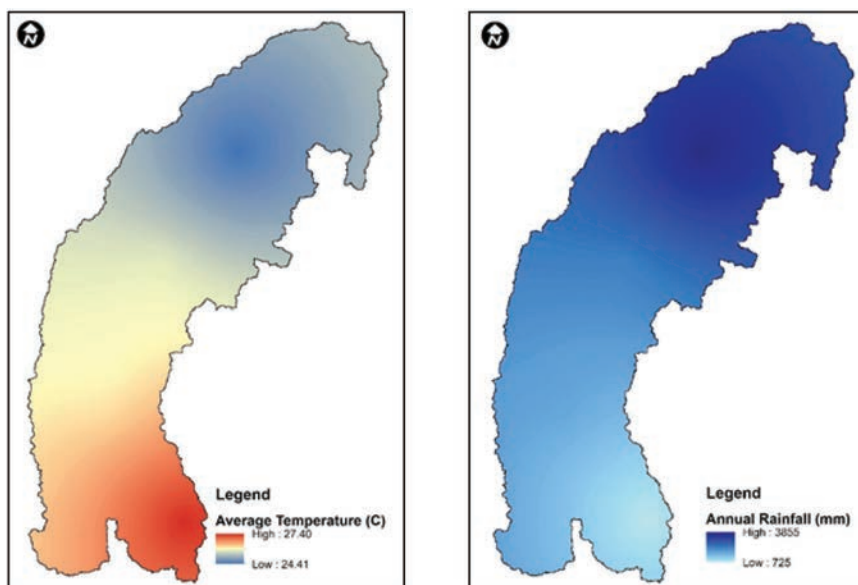 N
Legend
Average Temperature (C)
High : 27.40
Low : 24.41
N
Legend
Annual Rainfall (mm)
High : 3855
Low : 725